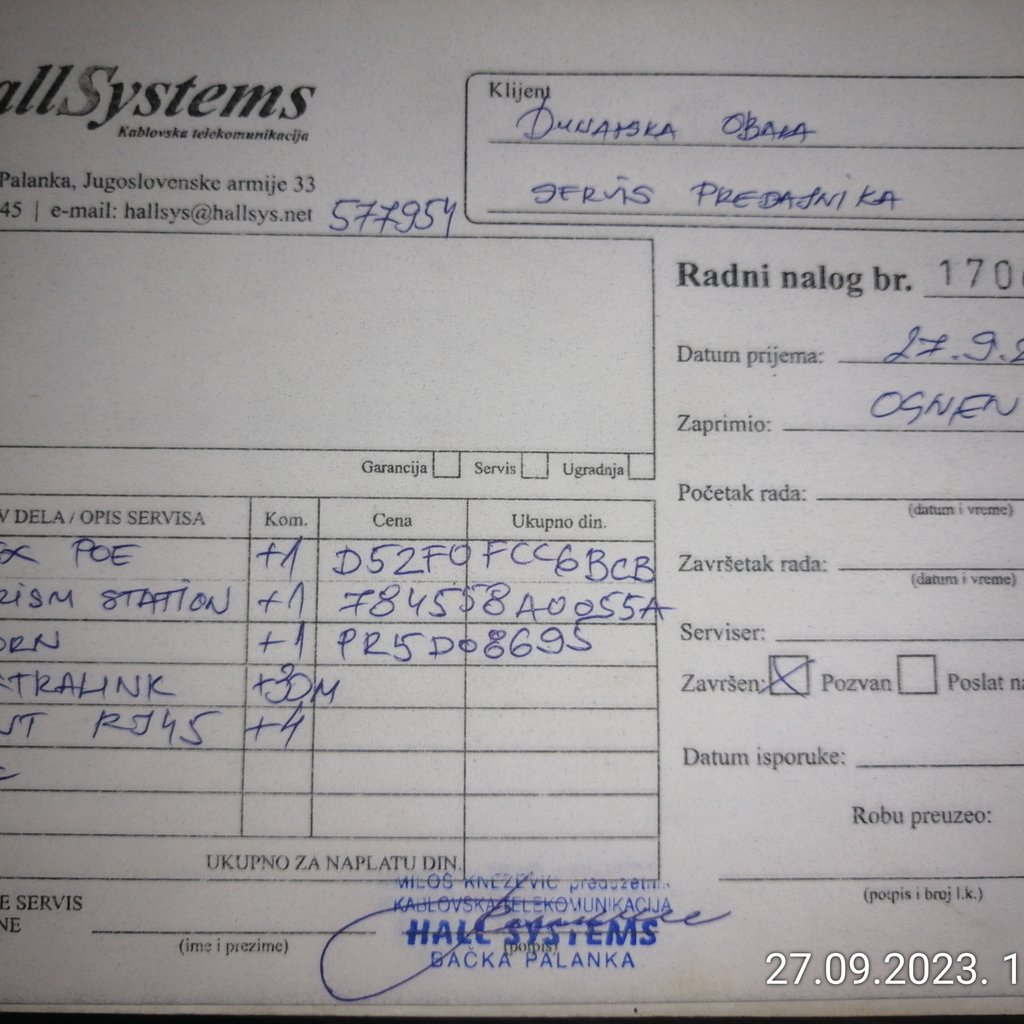 allSystems
Kablovska telekomunikacija
Palanka, Jugoslovenske armije 33
45 | e-mail: hallsys@hallsys.net 577954
Klijent
DUNAJSKA OBALA
SERVIS PREDAJNIKA
Radni nalog br. 170
Datum prijema: 27.9.2
Zaprimio: OGNEN
Početak rada:
(datum i vreme)
Završetak rada:
(datum i vreme)
Serviser:
Završen: Pozvan Poslat na
Datum isporuke:
Robu preuzeo:
(potpis i broj l.k.)
Garancija Servis Ugradnja
V DELA / OPIS SERVISA Kom. Cena Ukupno din.
POE +1 D52F0FCC6BCB
RISM STATION +1 784558A0055A
ORN +1 PR5D08695
TRALINK +30M
RJ45 +4
UKUPNO ZA NAPLATU DIN.
E SERVIS
NE
(ime i prezime)
(potpis)
MILOŠ KNEŽEVIĆ preduzetnik
KABLOVSKA TELEKOMUNIKACIJA
HALL SYSTEMS
BAČKA PALANKA
27.09.2023. 1